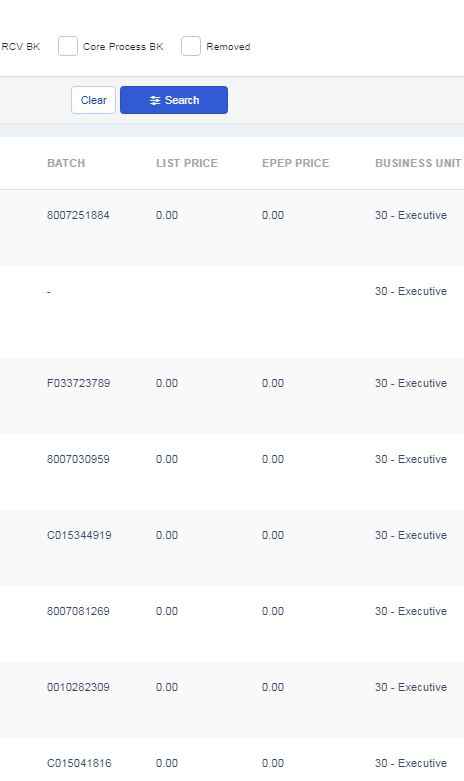 RCV BK Core Process BK Removed
Clear Search
BATCH LIST PRICE EPEP PRICE BUSINESS UNIT
8007251884 0.00 0.00 30 - Executive
- 30 - Executive
F033723789 0.00 0.00 30 - Executive
8007030959 0.00 0.00 30 - Executive
C015344919 0.00 0.00 30 - Executive
8007081269 0.00 0.00 30 - Executive
0010282309 0.00 0.00 30 - Executive
C015041816 0.00 0.00 30 - Executive